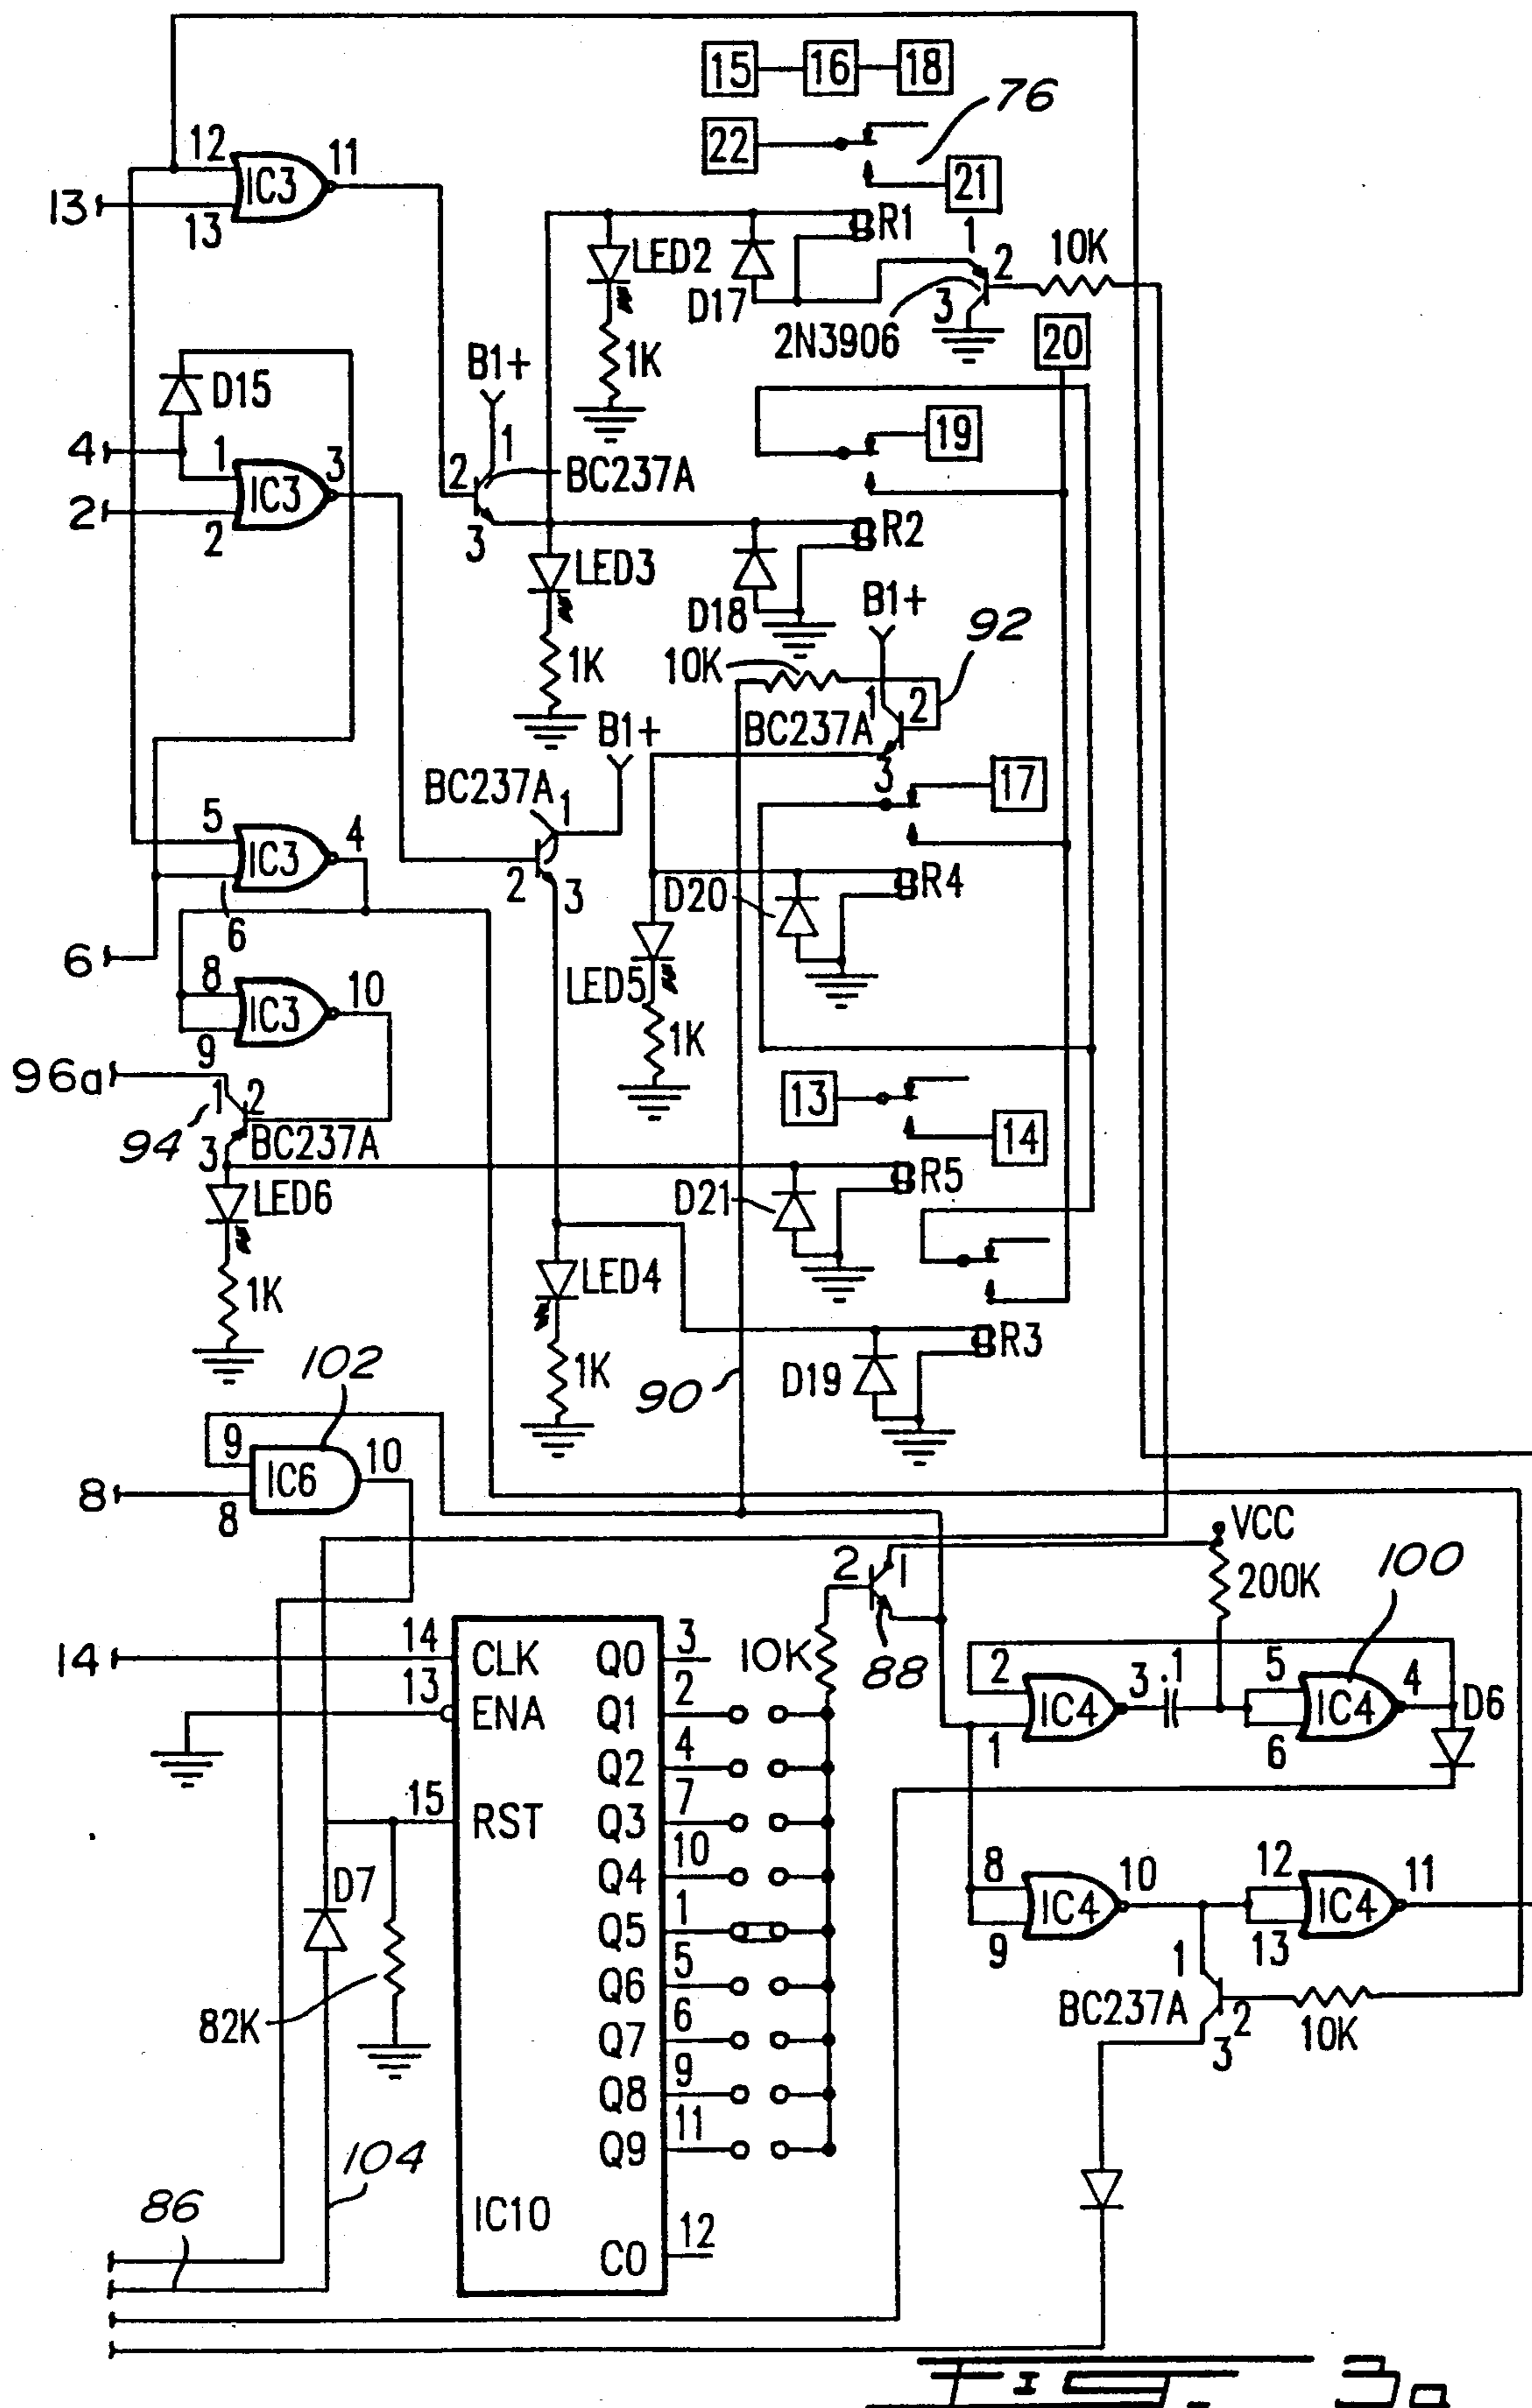 15 16 18
76
22
21
12 IC3 11
13
13
R1
LED2
D17
1
2
3
10K
2N3906
1K
20
B1+
D15
4
1 IC3 3
2
2
1
2
3
BC237A
19
R2
LED3
D18
1K
B1+
92
10K
1
2
BC237A
3
B1+
BC237A
1
2
3
17
5 IC3 4
6
6
D20
R4
LED5
1K
8 IC3 10
9
96a
1
2
94
3
BC237A
13
14
LED6
D21
R5
1K
LED4
1K
90
D19
R3
102
9 IC6 10
8
8
VCC
200K
100
2
1
88
10K
14
14 CLK
13 ENA
15 RST
Q0 3
Q1 2
Q2 4
Q3 7
Q4 10
Q5 1
Q6 5
Q7 6
Q8 9
Q9 11
CO 12
IC10
2 IC4 3
1
.1
5 IC4 4
6
D6
D7
82K
8 IC4 10
9
12 IC4 11
13
1
BC237A
2
3
10K
104
86
Fig. 3a